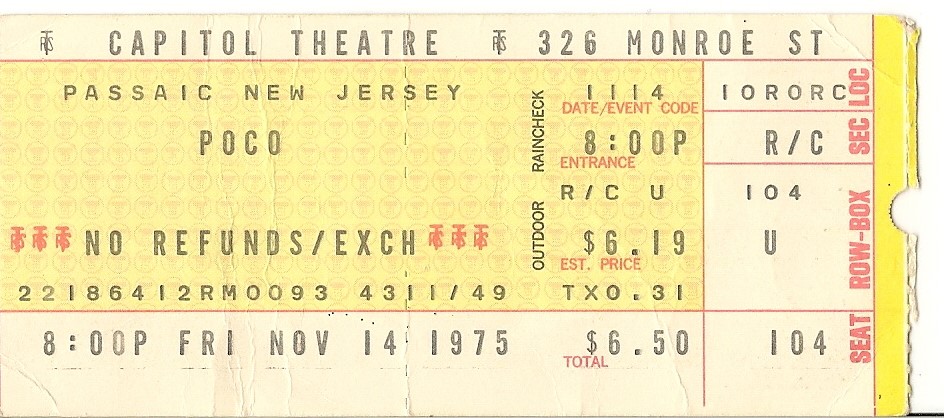 CAPITOL THEATRE 326 MONROE ST
PASSAIC NEW JERSEY 1114 IORORC
DATE/EVENT CODE
POCO 8:00P R/C
ENTRANCE
R/C U 104
NO REFUNDS/EXCH $6.19 U
EST. PRICE
22186412RM0093 4311/49 TX0.31
8:00P FRI NOV 14 1975 $6.50 104
TOTAL
OUTDOOR RAINCHECK
SEAT ROW-BOX SEC LOC